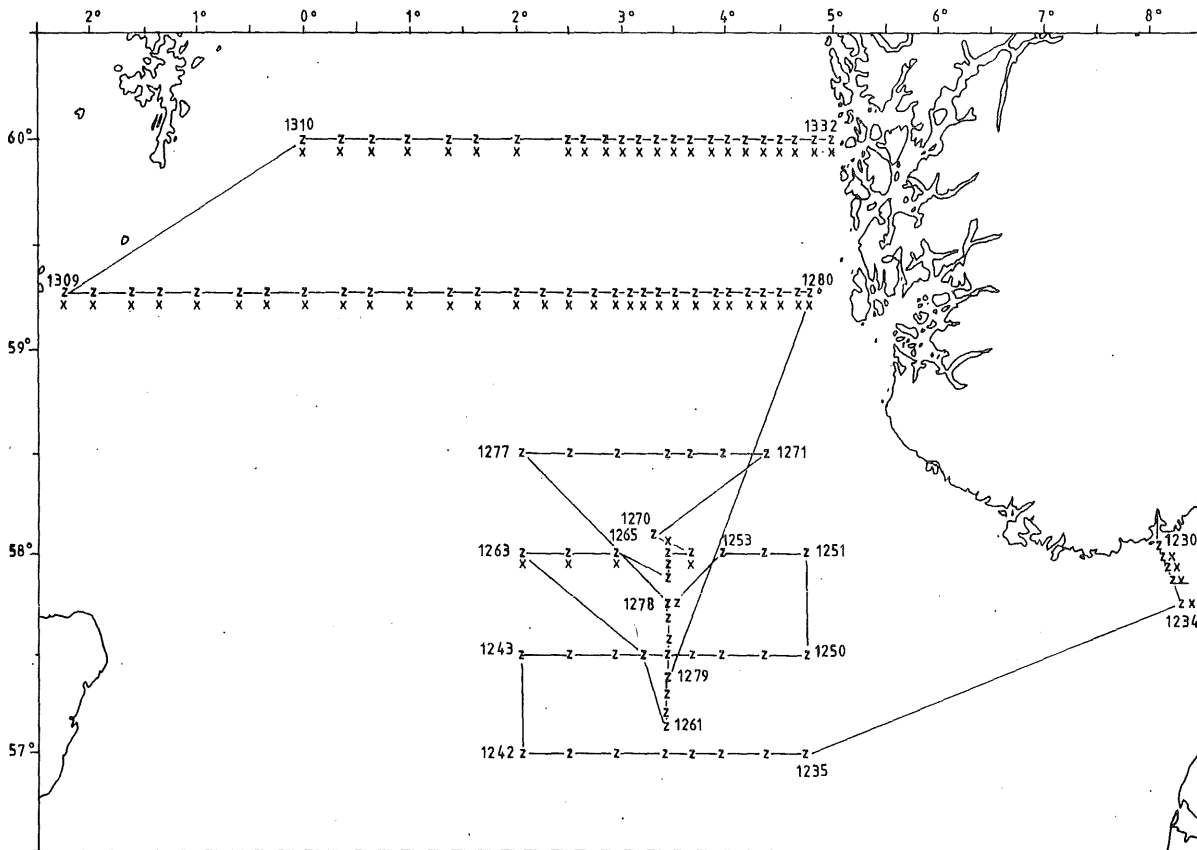 2° 1° 0° 1° 2° 3° 4° 5° 6° 7° 8°
1310 1332
60° Z Z Z Z Z Z Z Z Z Z Z Z Z Z Z Z Z Z Z Z Z Z Z
X X X X X X X X X X X X X X X X X X X X X X X
1309 1280
Z Z Z Z Z Z Z Z Z Z Z Z Z Z Z Z Z Z Z Z Z Z Z Z Z Z Z Z Z Z
X X X X X X X X X X X X X X X X X X X X X X X X X X X X X X
59°
1277 Z Z Z Z Z Z Z 1271
1270
Z X
1265 1253 1230
58° 1263 Z Z Z Z Z Z Z Z 1251
X X X X X
Z
Z
Z X
Z X
Z X
Z X
1278 Z Z
Z X
1234
Z
Z
1243 Z Z Z Z Z Z Z Z Z 1250
Z 1279
Z
Z
Z 1261
57° 1242 Z Z Z Z Z Z Z Z
1235